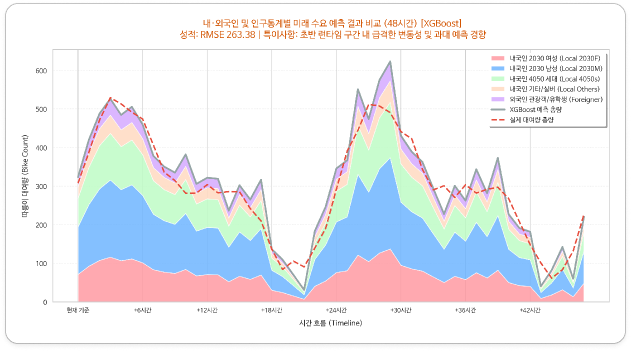 내·외국인 및 인구통계별 미래 수요 예측 결과 비교 (48시간) [XGBoost]
성적: RMSE 263.38 | 특이사항: 초반 런타임 구간 내 급격한 변동성 및 과대 예측 경향
내국인 2030 여성 (Local 2030F)
내국인 2030 남성 (Local 2030M)
내국인 4050 세대 (Local 4050s)
내국인 기타/실버 (Local Others)
외국인 관광객/유학생 (Foreigner)
XGBoost 예측 총량
실제 대여량 총량
따릉이 대여량 (Bike Count)
600
500
400
300
200
100
0
현재 기준
+6시간
+12시간
+18시간
+24시간
+30시간
+36시간
+42시간
시간 흐름 (Timeline)